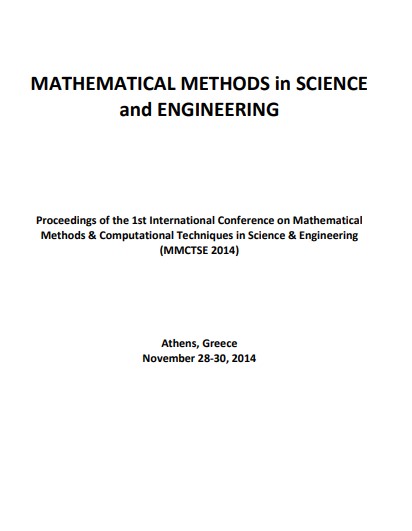 MATHEMATICAL METHODS in SCIENCE
and ENGINEERING
Proceedings of the 1st International Conference on Mathematical
Methods & Computational Techniques in Science & Engineering
(MMCTSE 2014)
Athens, Greece
November 28-30, 2014